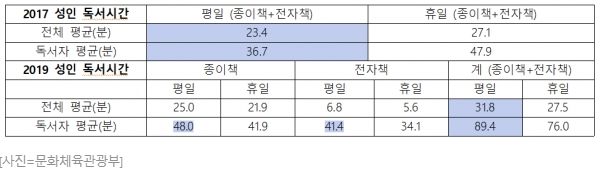 2017 성인 독서시간 평일 (종이책+전자책) 휴일 (종이책+전자책)
전체 평균(분) 23.4 27.1
독서자 평균(분) 36.7 47.9
2019 성인 독서시간 종이책 전자책 계 (종이책+전자책)
평일 휴일 평일 휴일 평일 휴일
전체 평균(분) 25.0 21.9 6.8 5.6 31.8 27.5
독서자 평균(분) 48.0 41.9 41.4 34.1 89.4 76.0
[사진=문화체육관광부]